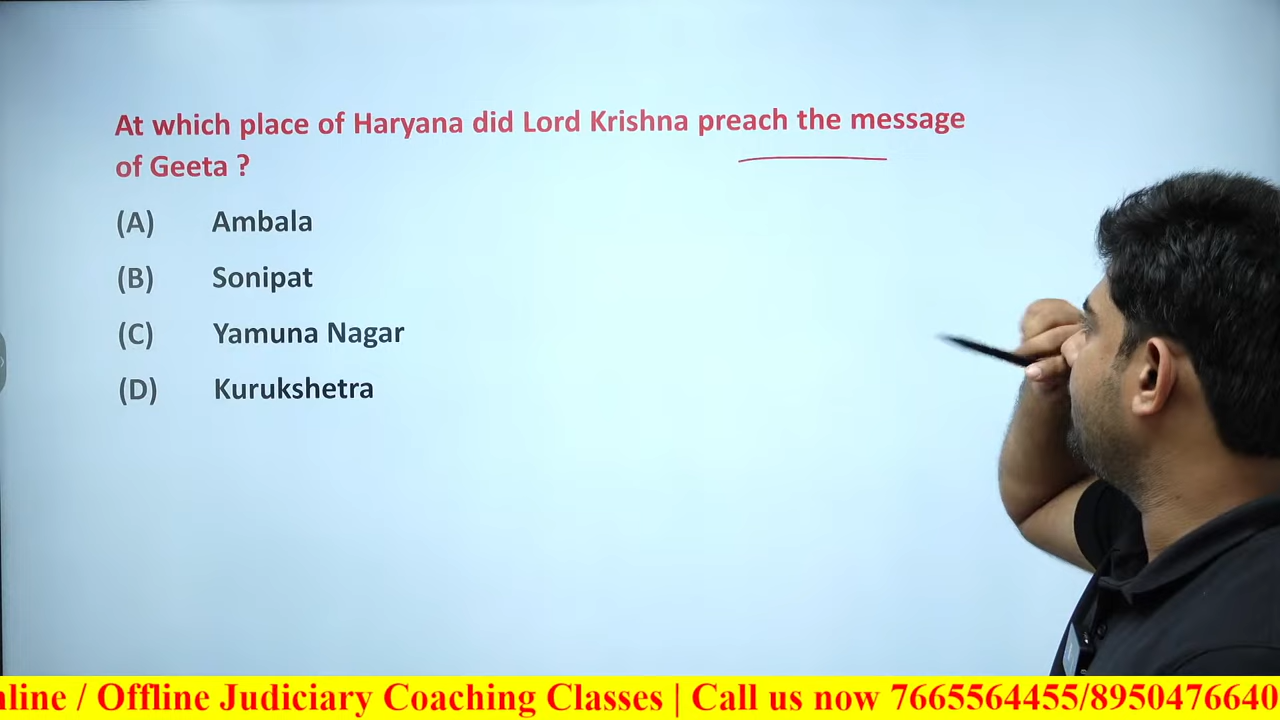 At which place of Haryana did Lord Krishna preach the message
of Geeta ?
(A) Ambala
(B) Sonipat
(C) Yamuna Nagar
(D) Kurukshetra
nline / Offline Judiciary Coaching Classes | Call us now 7665564455/8950476640